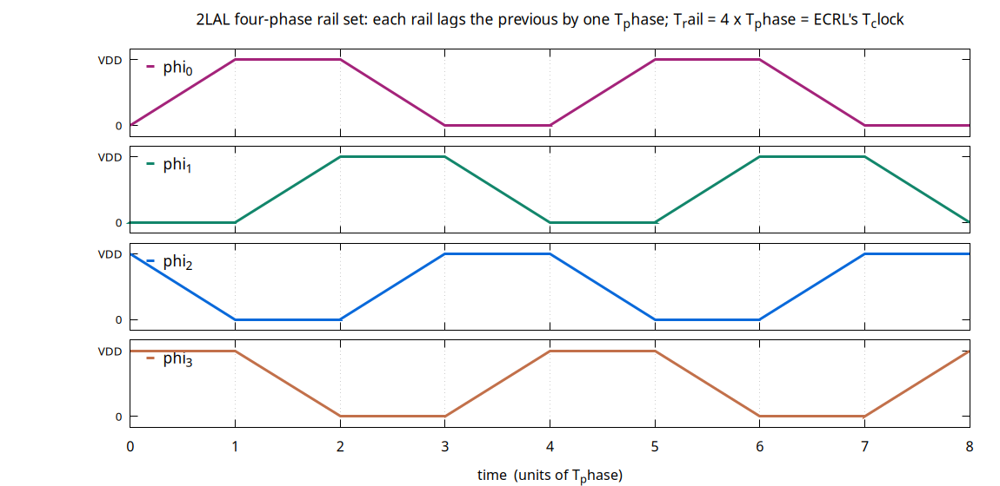 2LAL four-phase rail set: each rail lags the previous by one Tphase; Trail = 4 x Tphase = ECRL's Tclock
VDD
phi0
0
VDD
phi1
0
VDD
phi2
0
VDD
phi3
0
0 1 2 3 4 5 6 7 8
time (units of Tphase)